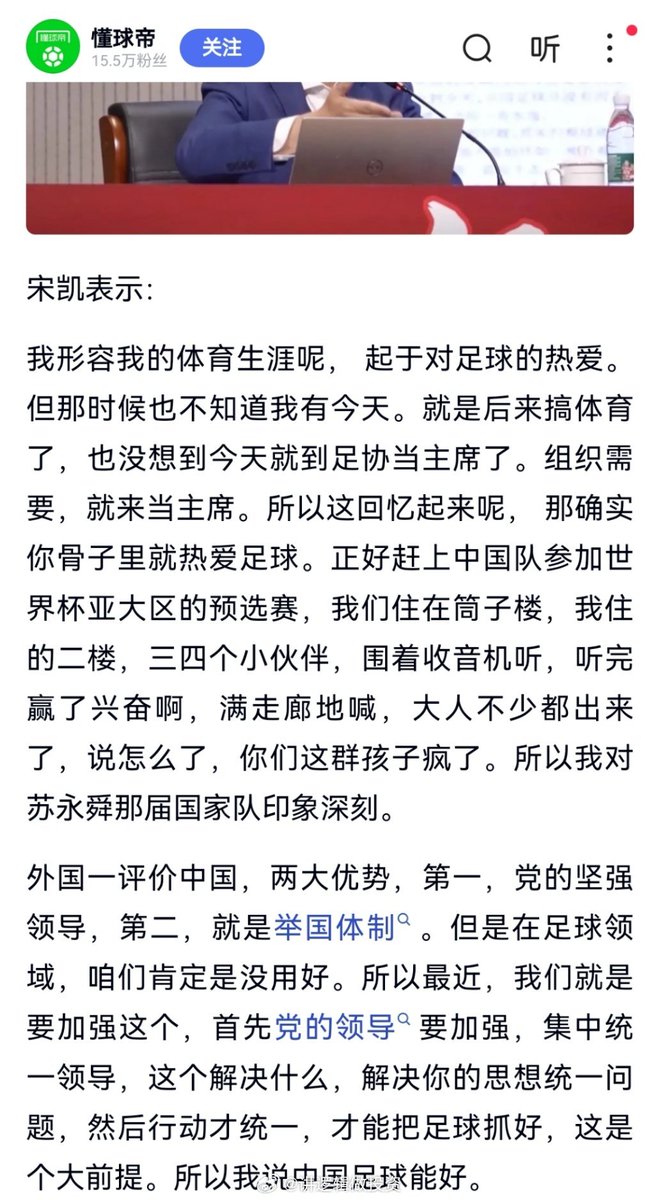 懂球帝
懂球帝
15.5万粉丝
关注
听
宋凯表示：
我形容我的体育生涯呢， 起于对足球的热爱。
但那时候也不知道我有今天。就是后来搞体育
了，也没想到今天就到足协当主席了。组织需
要，就来当主席。所以这回忆起来呢， 那确实
你骨子里就热爱足球。正好赶上中国队参加世
界杯亚大区的预选赛，我们住在筒子楼，我住
的二楼，三四个小伙伴，围着收音机听，听完
赢了兴奋啊，满走廊地喊，大人不少都出来
了，说怎么了，你们这群孩子疯了。所以我对
苏永舜那届国家队印象深刻。
外国一评价中国，两大优势，第一，党的坚强
领导，第二，就是举国体制 。但是在足球领
域，咱们肯定是没用好。所以最近，我们就是
要加强这个，首先党的领导 要加强，集中统
一领导，这个解决什么，解决你的思想统一问
题，然后行动才统一，才能把足球抓好，这是
个大前提。所以我说中国足球能好。